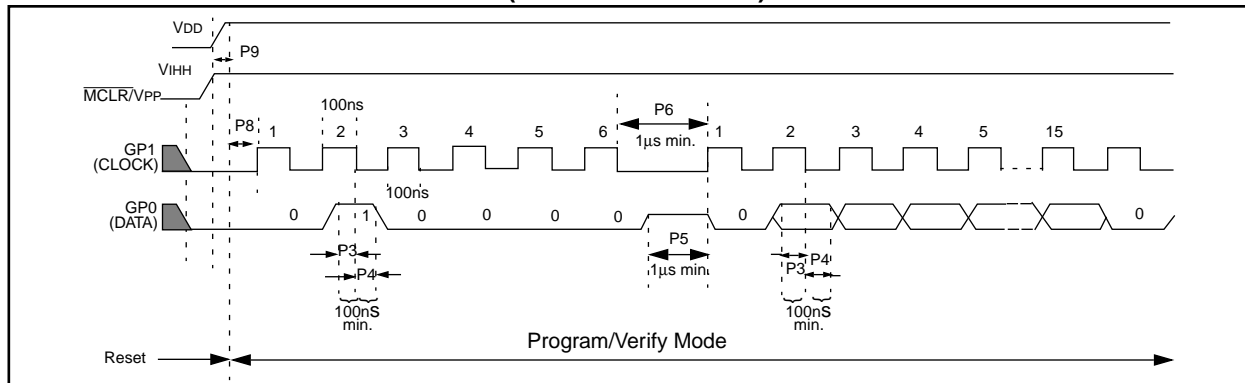 VDD
P9
VIHH
MCLR/VPP
100ns
P6
P8
1 2 3 4 5 6 1 2 3 4 5 15
1µs min.
GP1
(CLOCK)
100ns
GP0
(DATA)
0 1 0 0 0 0 0 0
P5
P3
1µs min.
P4
P3
P4
100ns
min.
100ns
min.
Program/Verify Mode
Reset